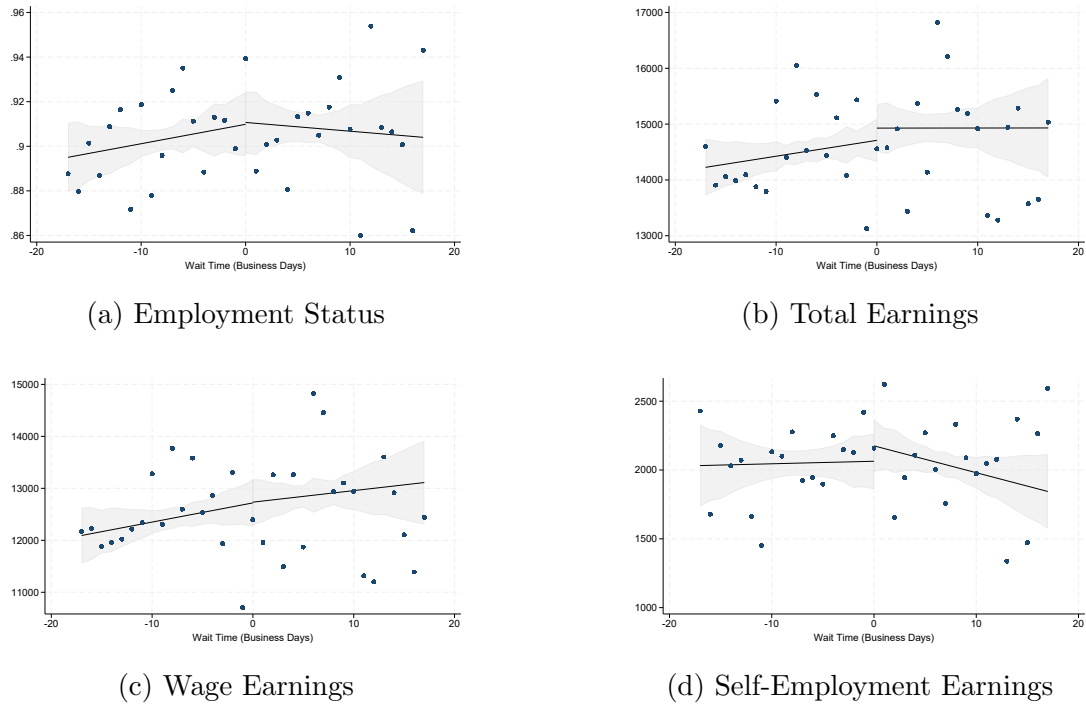 .96
.94
.92
.9
.88
.86
-20 -10 0 10 20
Wait Time (Business Days)
(a) Employment Status
17000
16000
15000
14000
13000
-20 -10 0 10 20
Wait Time (Business Days)
(b) Total Earnings
15000
14000
13000
12000
11000
-20 -10 0 10 20
Wait Time (Business Days)
(c) Wage Earnings
2500
2000
1500
1000
-20 -10 0 10 20
Wait Time (Business Days)
(d) Self-Employment Earnings